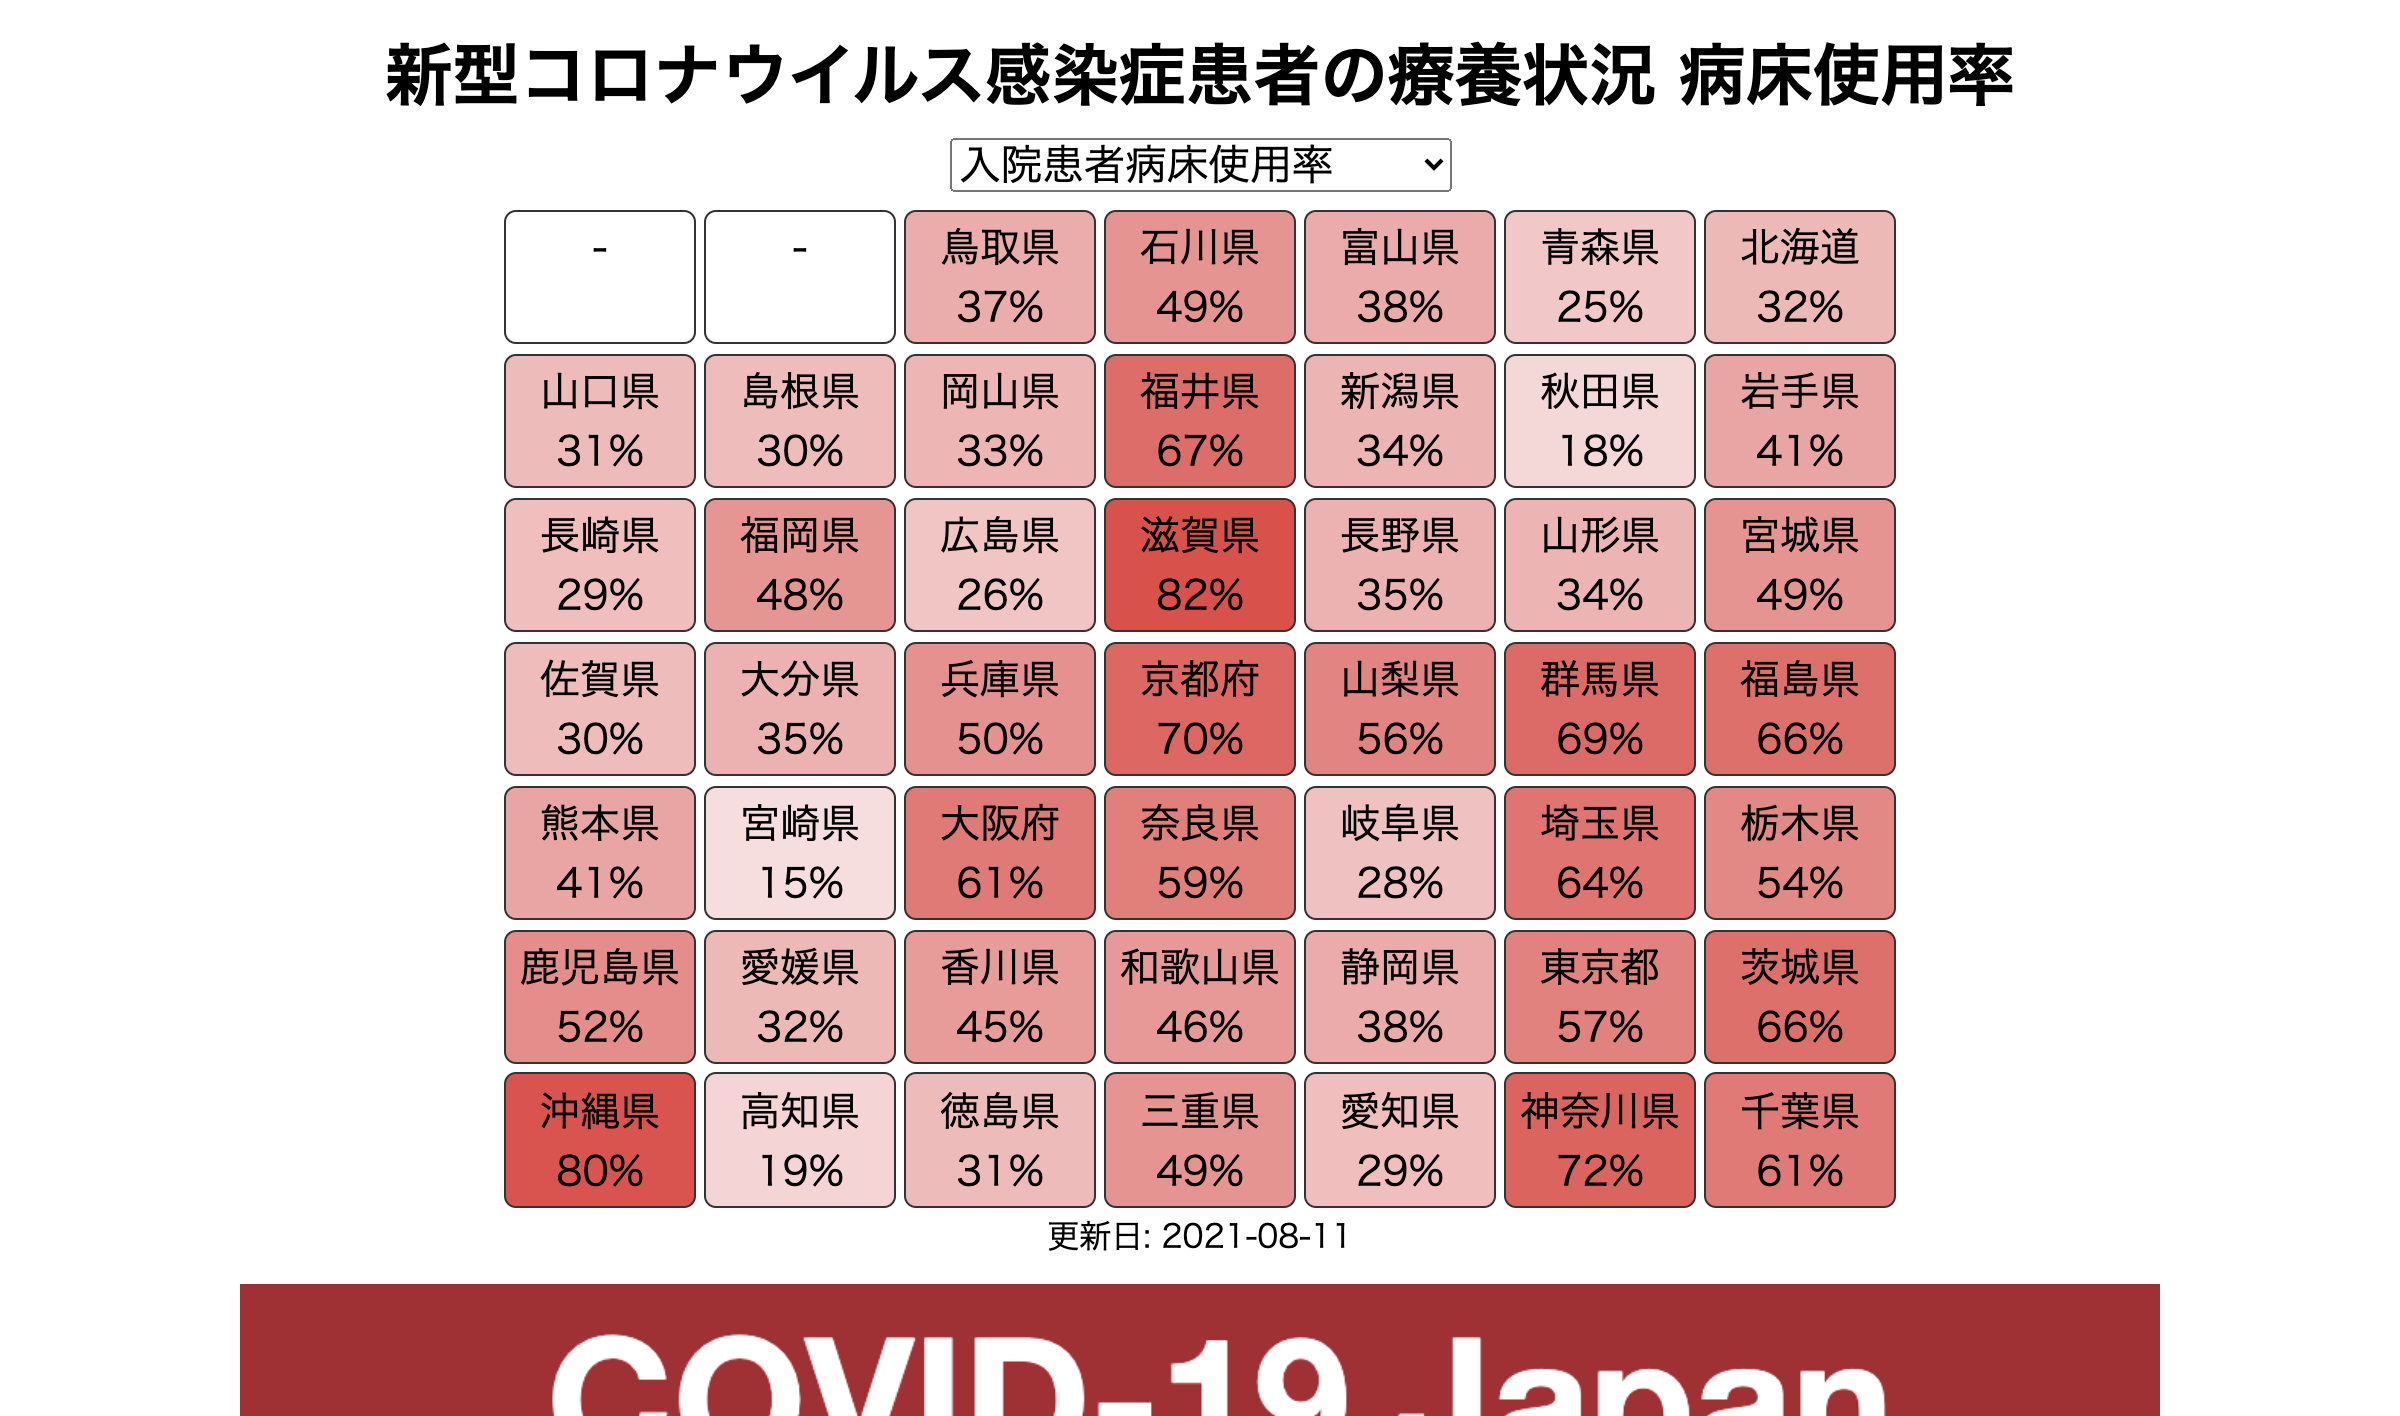 新型コロナウイルス感染症患者の療養状況 病床使用率
入院患者病床使用率
- - 鳥取県 石川県 富山県 青森県 北海道
37% 49% 38% 25% 32%
山口県 島根県 岡山県 福井県 新潟県 秋田県 岩手県
31% 30% 33% 67% 34% 18% 41%
長崎県 福岡県 広島県 滋賀県 長野県 山形県 宮城県
29% 48% 26% 82% 35% 34% 49%
佐賀県 大分県 兵庫県 京都府 山梨県 群馬県 福島県
30% 35% 50% 70% 56% 69% 66%
熊本県 宮崎県 大阪府 奈良県 岐阜県 埼玉県 栃木県
41% 15% 61% 59% 28% 64% 54%
鹿児島県 愛媛県 香川県 和歌山県 静岡県 東京都 茨城県
52% 32% 45% 46% 38% 57% 66%
沖縄県 高知県 徳島県 三重県 愛知県 神奈川県 千葉県
80% 19% 31% 49% 29% 72% 61%
更新日: 2021-08-11
COVID-19 Japan